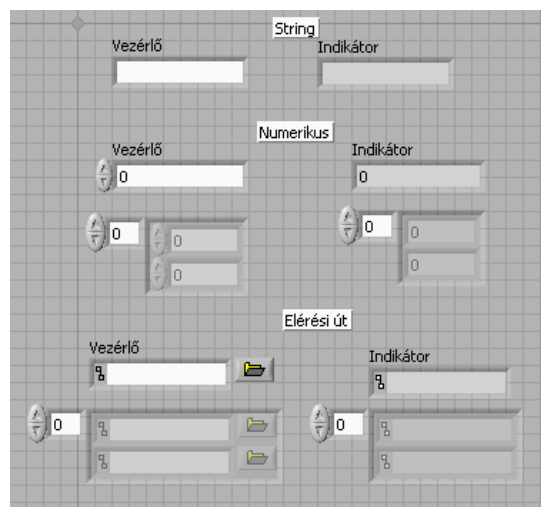 String
Vezérlő Indikátor
Numerikus
Vezérlő Indikátor
0 0
0 0 0 0
0 0
Elérési út
Vezérlő Indikátor
0 0